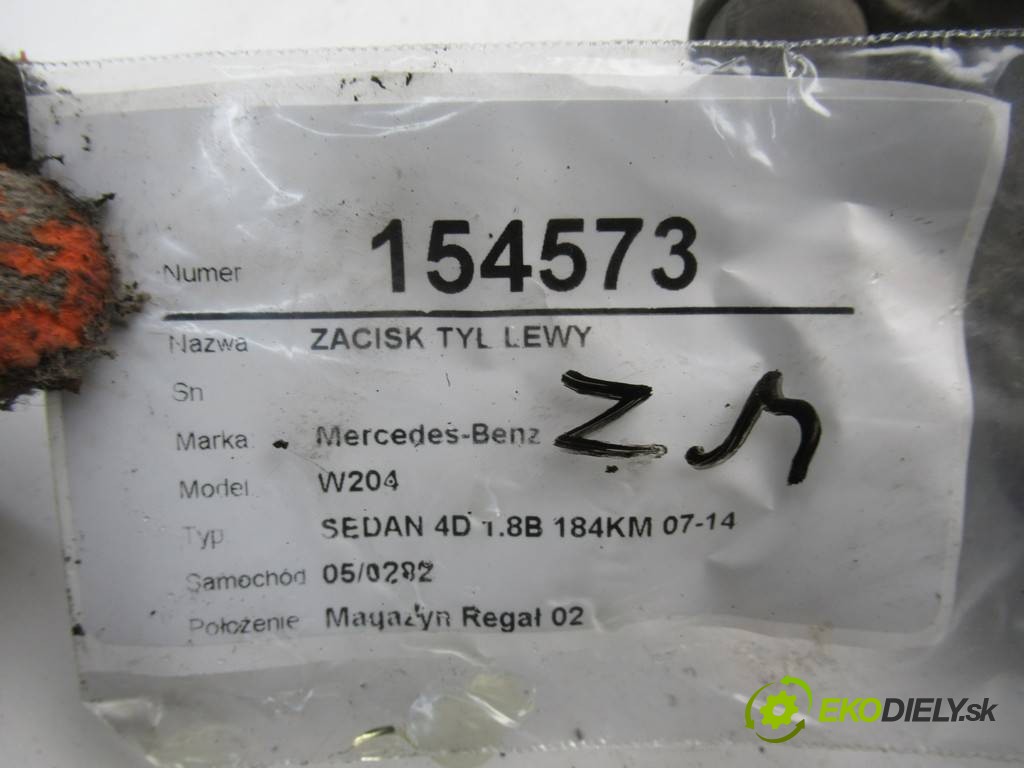 Numer 154573
Nazwa ZACISK TYŁ LEWY
Sn
Marka Mercedes-Benz
Model W204
Typ SEDAN 4D 1.8B 184KM 07-14
Samochód 05/0282
Położenie Magazyn Regał 02
EKODIELY.sk